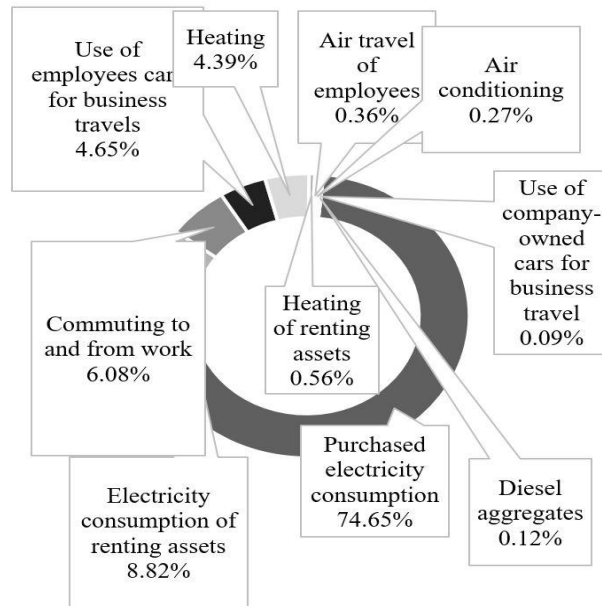 Use of
employees car
for business
travels
4.65%
Heating
4.39%
Air travel
of
employees
0.36%
Air
conditioning
0.27%
Use of
company-
owned
cars for
business
travel
0.09%
Commuting to
and from work
6.08%
Heating
of renting
assets
0.56%
Electricity
consumption of
renting assets
8.82%
Purchased
electricity
consumption
74.65%
Diesel
aggregates
0.12%